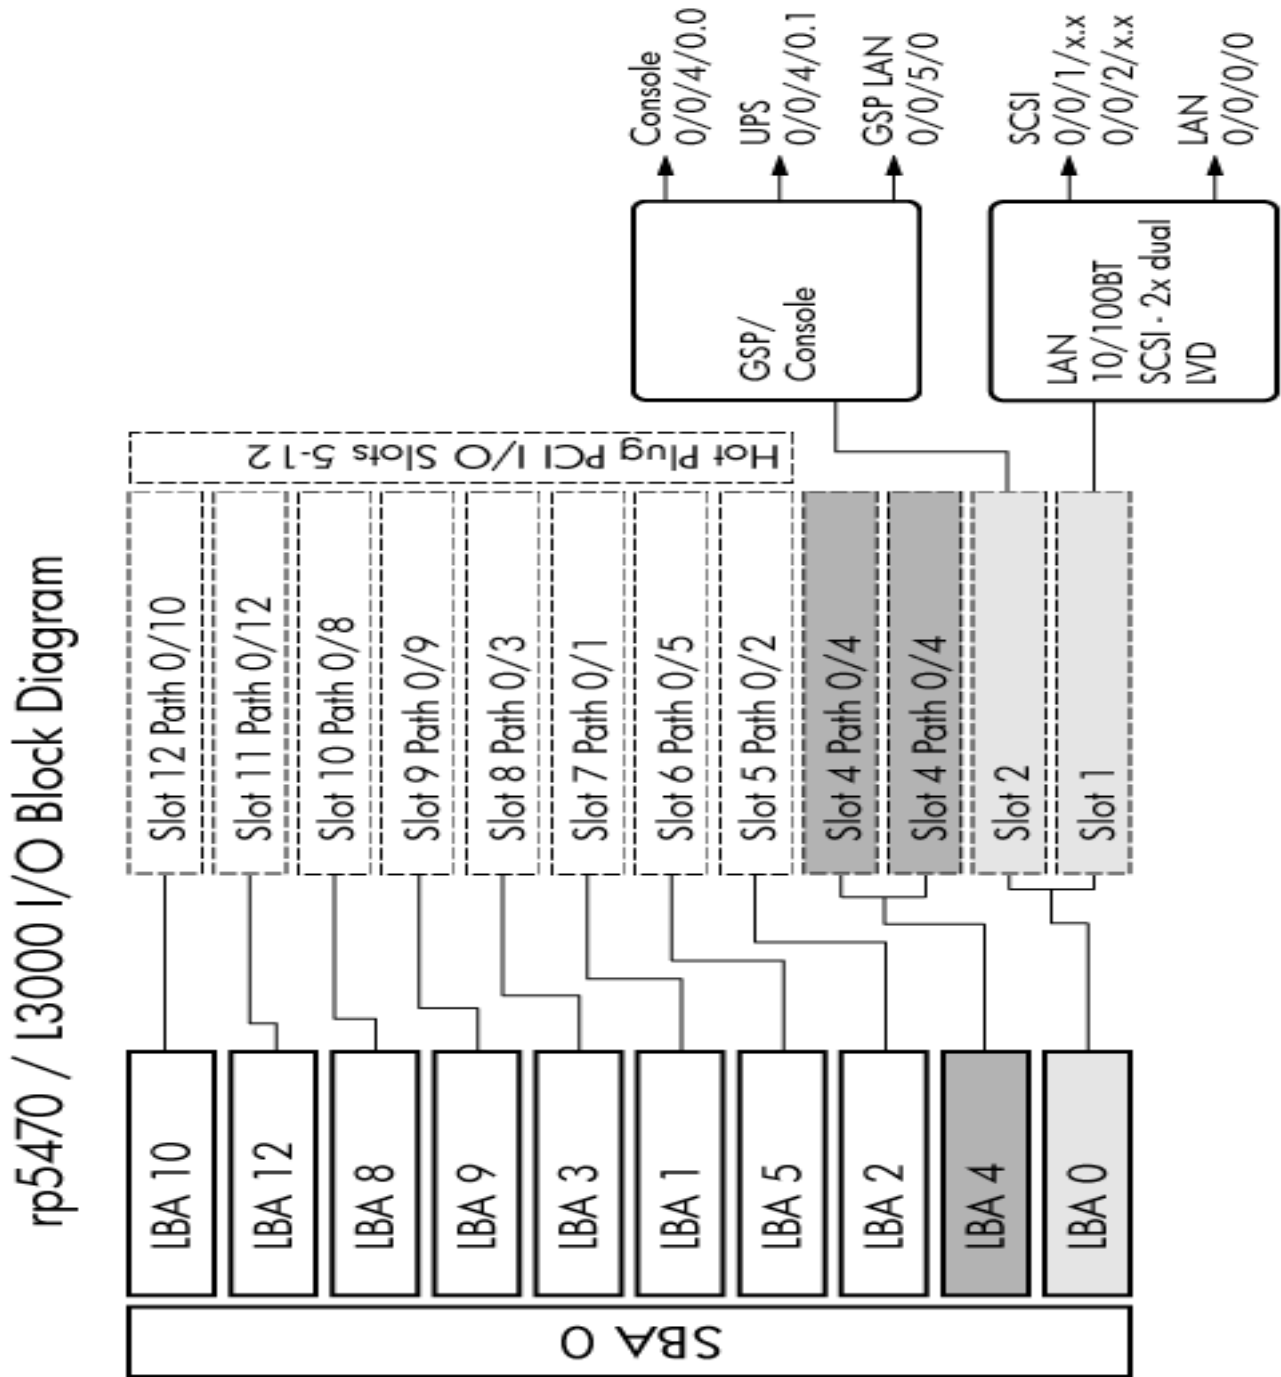 rp5470 / L3000 I/O Block Diagram
SBA 0
LBA 10
LBA 12
LBA 8
LBA 9
LBA 3
LBA 1
LBA 5
LBA 2
LBA 4
LBA 0
Slot 12 Path 0/10
Slot 11 Path 0/12
Slot 10 Path 0/8
Slot 9 Path 0/9
Slot 8 Path 0/3
Slot 7 Path 0/1
Slot 6 Path 0/5
Slot 5 Path 0/2
Slot 4 Path 0/4
Slot 4 Path 0/4
Slot 2
Slot 1
Hot Plug PCI I/O Slots 5-12
GSP/
Console
Console
0/0/4/0.0
UPS
0/0/4/0.1
GSP LAN
0/0/5/0
LAN
10/100BT
SCSI - 2x dual
LVD
SCSI
0/0/1/x.x
0/0/2/x.x
LAN
0/0/0/0